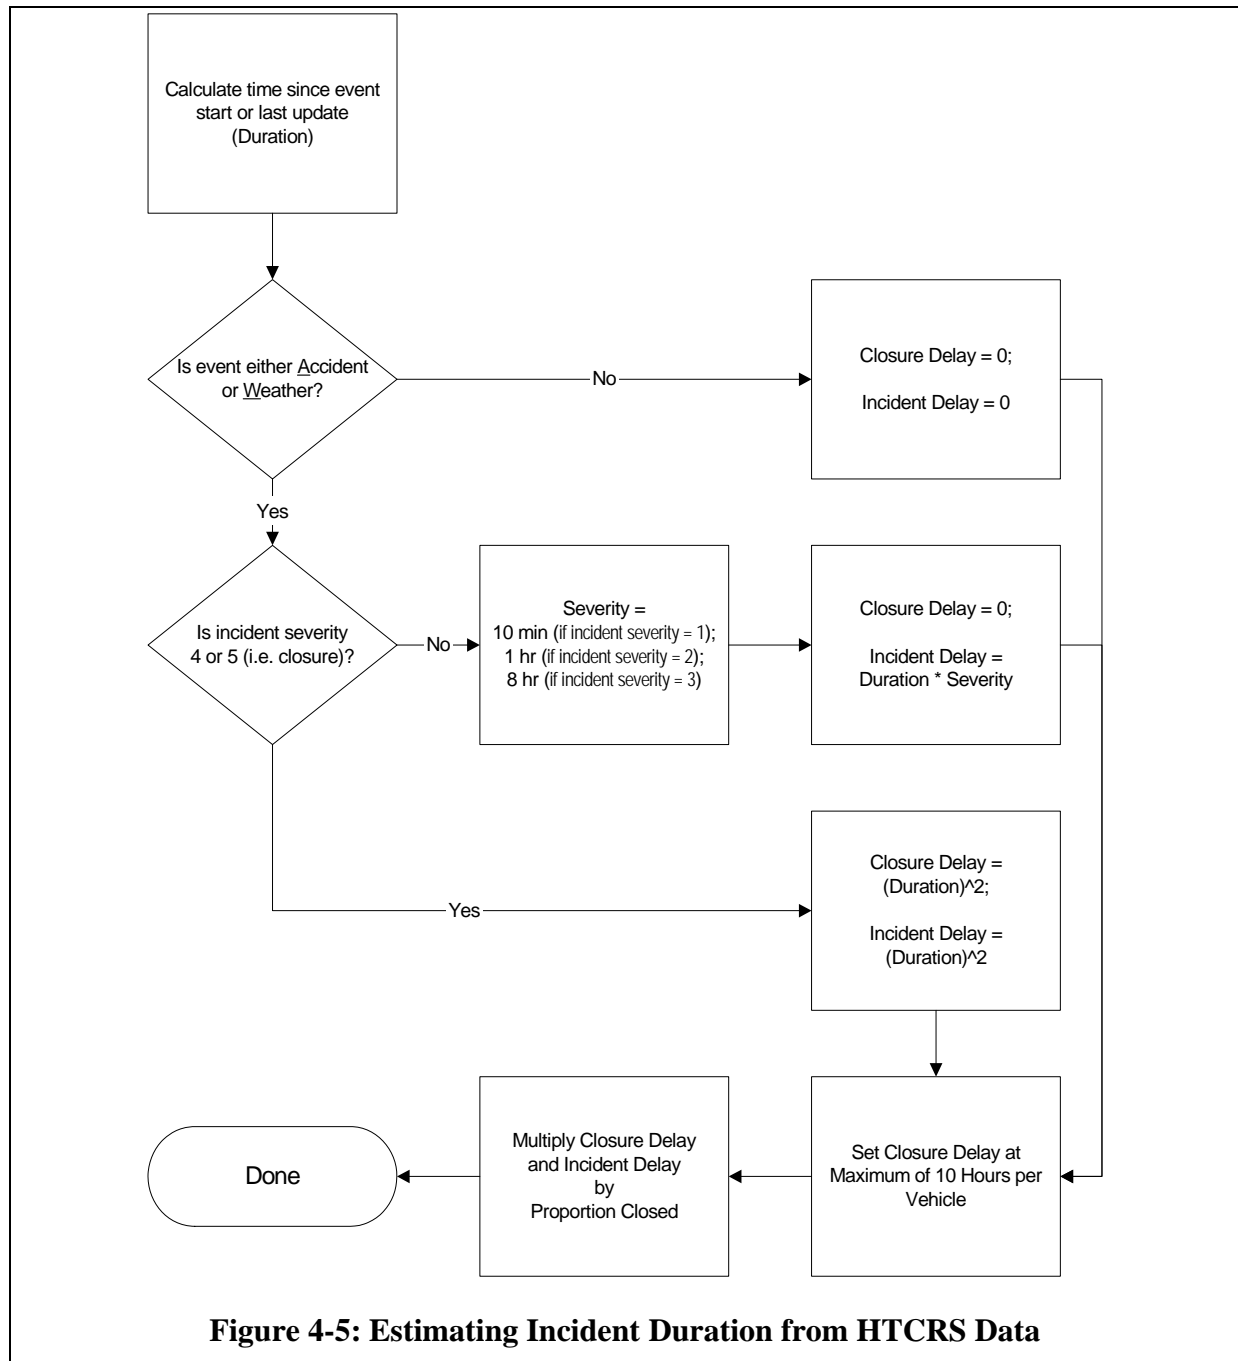 Calculate time since event
start or last update
(Duration)
Is event either Accident
or Weather?
No
Closure Delay = 0;
Incident Delay = 0
Yes
Is incident severity
4 or 5 (i.e. closure)?
No
Severity =
10 min (if incident severity = 1);
1 hr (if incident severity = 2);
8 hr (if incident severity = 3)
Closure Delay = 0;
Incident Delay =
Duration * Severity
Yes
Closure Delay =
(Duration)^2;
Incident Delay =
(Duration)^2
Set Closure Delay at
Maximum of 10 Hours per
Vehicle
Multiply Closure Delay
and Incident Delay
by
Proportion Closed
Done
Figure 4-5: Estimating Incident Duration from HTCRS Data